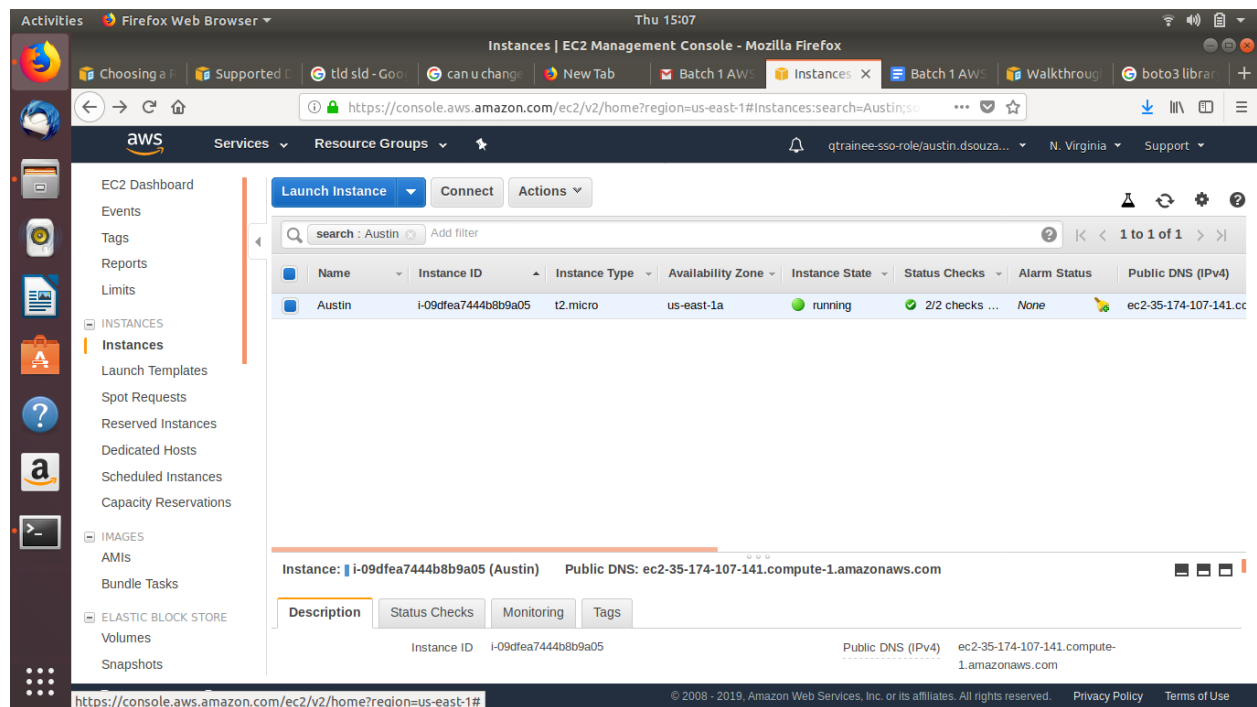 Activities Firefox Web Browser Thu 15:07
Instances | EC2 Management Console - Mozilla Firefox
Choosing a Supported tld sld - Goo can u change New Tab Batch 1 AWS Instances Batch 1 AWS Walkthroug boto3 librar
https://console.aws.amazon.com/ec2/v2/home?region=us-east-1#Instances:search=Austin;so
aws Services Resource Groups qtrainee-sso-role/austin.dsouza... N. Virginia Support
EC2 Dashboard
Events
Tags
Reports
Limits
INSTANCES
Instances
Launch Templates
Spot Requests
Reserved Instances
Dedicated Hosts
Scheduled Instances
Capacity Reservations
IMAGES
AMIs
Bundle Tasks
ELASTIC BLOCK STORE
Volumes
Snapshots
Launch Instance Connect Actions
search : Austin Add filter 1 to 1 of 1
Name Instance ID Instance Type Availability Zone Instance State Status Checks Alarm Status Public DNS (IPv4)
Austin i-09dfea7444b8b9a05 t2.micro us-east-1a running 2/2 checks ... None ec2-35-174-107-141.cc
Instance: i-09dfea7444b8b9a05 (Austin) Public DNS: ec2-35-174-107-141.compute-1.amazonaws.com
Description Status Checks Monitoring Tags
Instance ID i-09dfea7444b8b9a05 Public DNS (IPv4) ec2-35-174-107-141.compute-
1.amazonaws.com
https://console.aws.amazon.com/ec2/v2/home?region=us-east-1#
© 2008 - 2019, Amazon Web Services, Inc. or its affiliates. All rights reserved. Privacy Policy Terms of Use